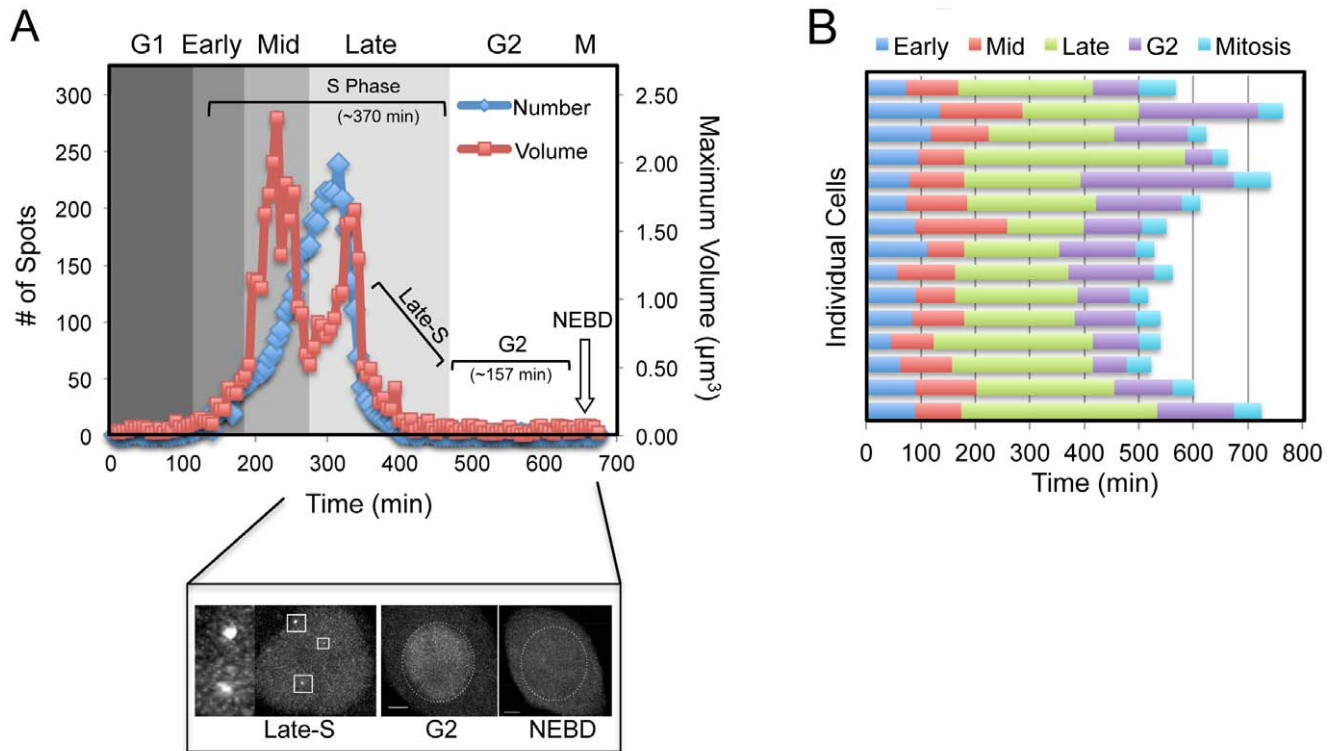 A
G1 Early Mid Late G2 M
S Phase
(~370 min)
Number
Volume
300
250
200
150
100
50
0
# of Spots
2.50
2.00
1.50
1.00
0.50
0.00
Maximum Volume (μm³)
Late-S
NEBD
G2
(~157 min)
0 100 200 300 400 500 600 700
Time (min)
Late-S G2 NEBD
B
Early Mid Late G2 Mitosis
Individual Cells
0 100 200 300 400 500 600 700 800
Time (min)